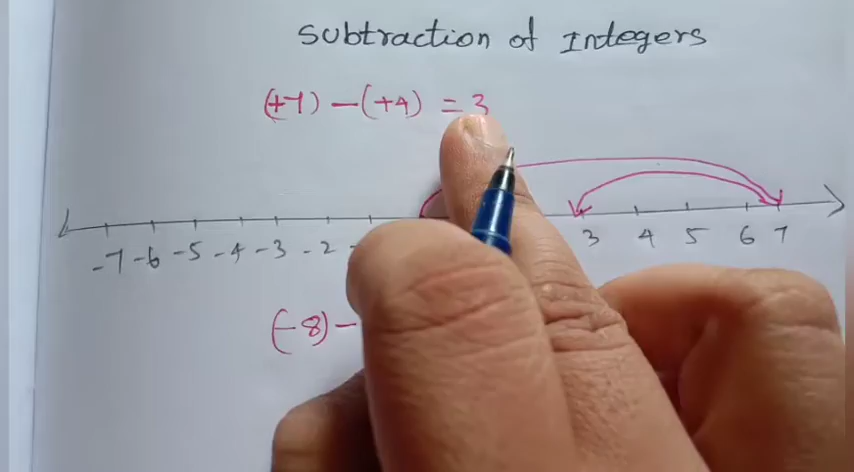 Subtraction of Integers
(+7) - (+4) = 3
-7 -6 -5 -4 -3 -2 3 4 5 6 7
(-8) -